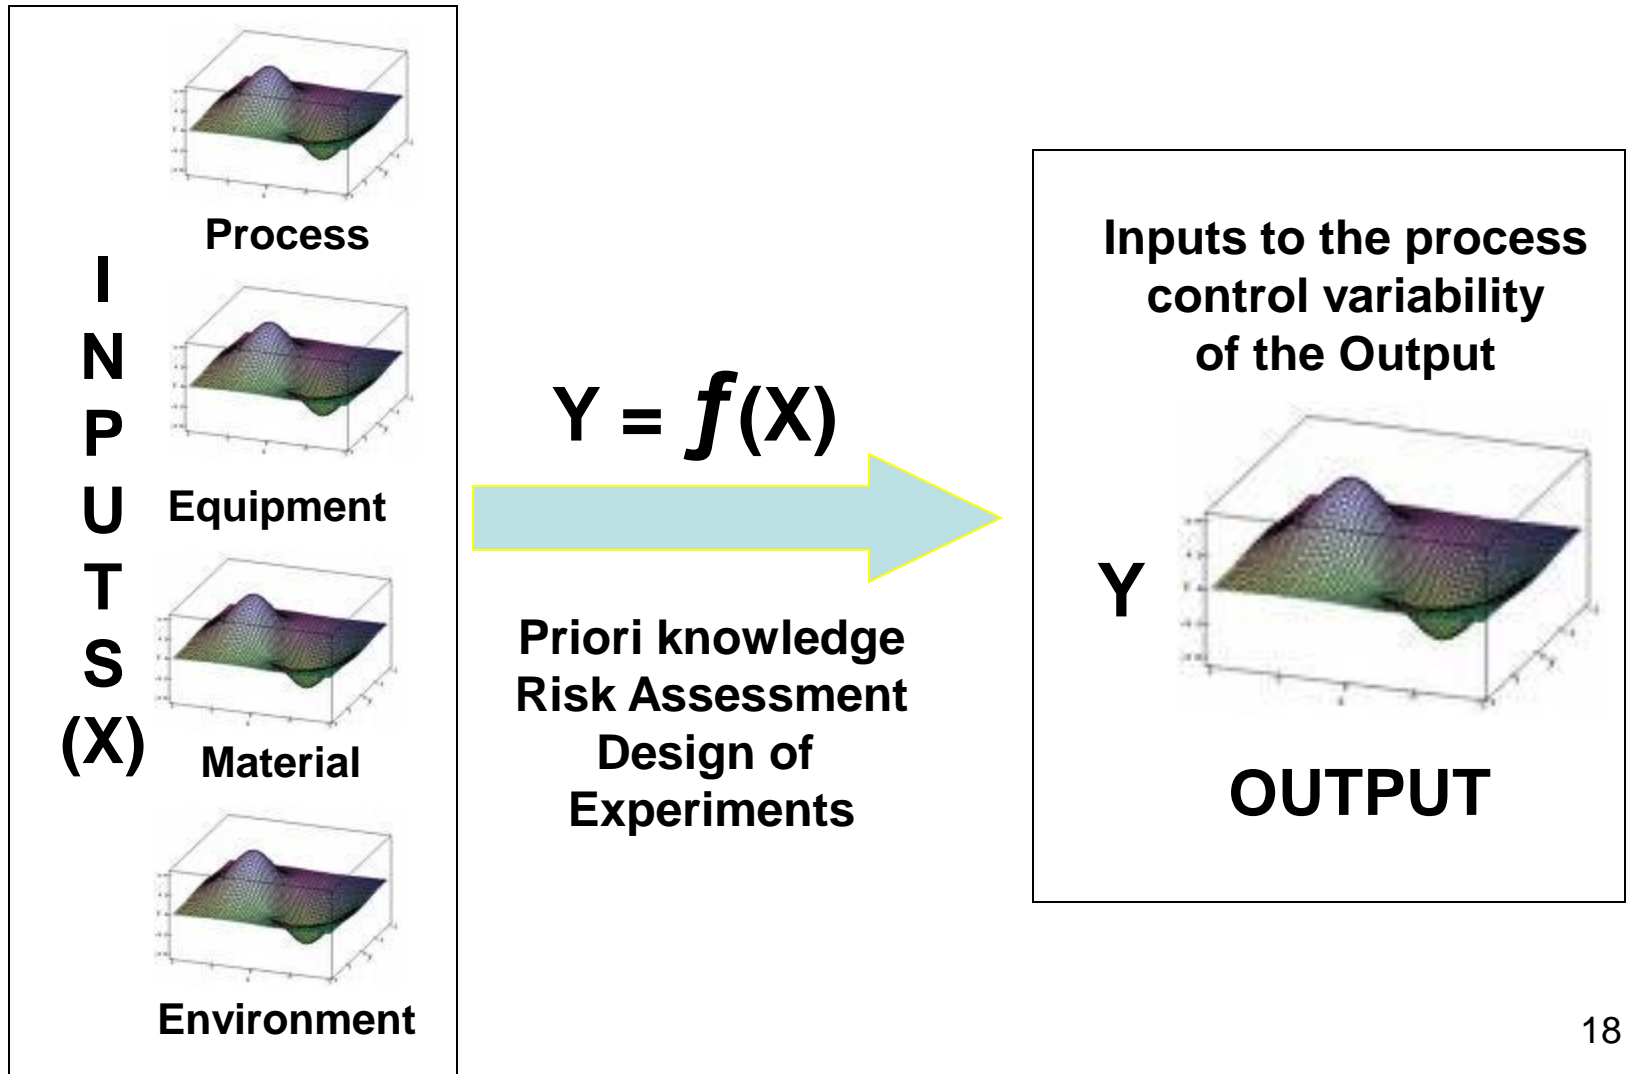 INPUTS
(X)
Process
Equipment
Material
Environment
Y = ƒ(X)
Priori knowledge
Risk Assessment
Design of
Experiments
Inputs to the process
control variability
of the Output
Y
OUTPUT
18